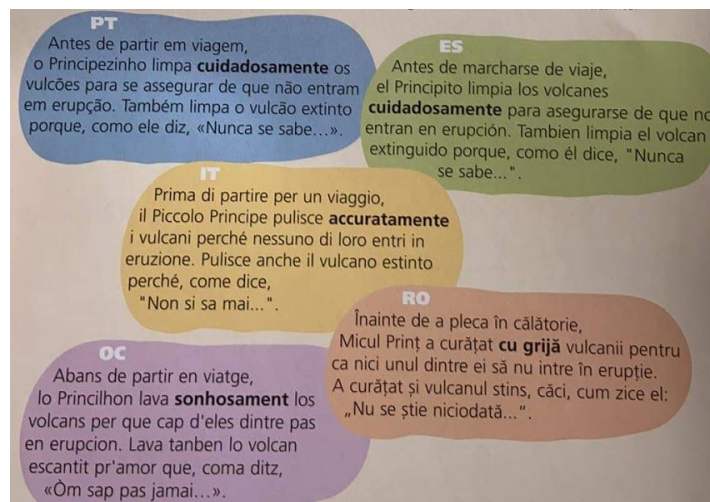 PT
Antes de partir em viagem,
o Principezinho limpa cuidadosamente os
vulcões para se assegurar de que não entram
em erupção. Também limpa o vulcão extinto
porque, como ele diz, «Nunca se sabe...».
ES
Antes de marcharse de viaje,
el Principito limpia los volcanes
cuidadosamente para asegurarse de que no
entran en erupción. Tambien limpia el volcan
extinguido porque, como él dice, "Nunca
se sabe...".
IT
Prima di partire per un viaggio,
il Piccolo Principe pulisce accuratamente
i vulcani perché nessuno di loro entri in
eruzione. Pulisce anche il vulcano estinto
perché, come dice,
"Non si sa mai...".
RO
Înainte de a pleca în călătorie,
Micul Prinț a curățat cu grijă vulcanii pentru
ca nici unul dintre ei să nu intre în erupție.
A curățat și vulcanul stins, căci, cum zice el:
„Nu se știe niciodată...“.
OC
Abans de partir en viatge,
lo Princilhon lava sonhosament los
volcans per que cap d'eles dintre pas
en erupcion. Lava tanben lo volcan
escantit pr'amor que, coma ditz,
«Òm sap pas jamai...».